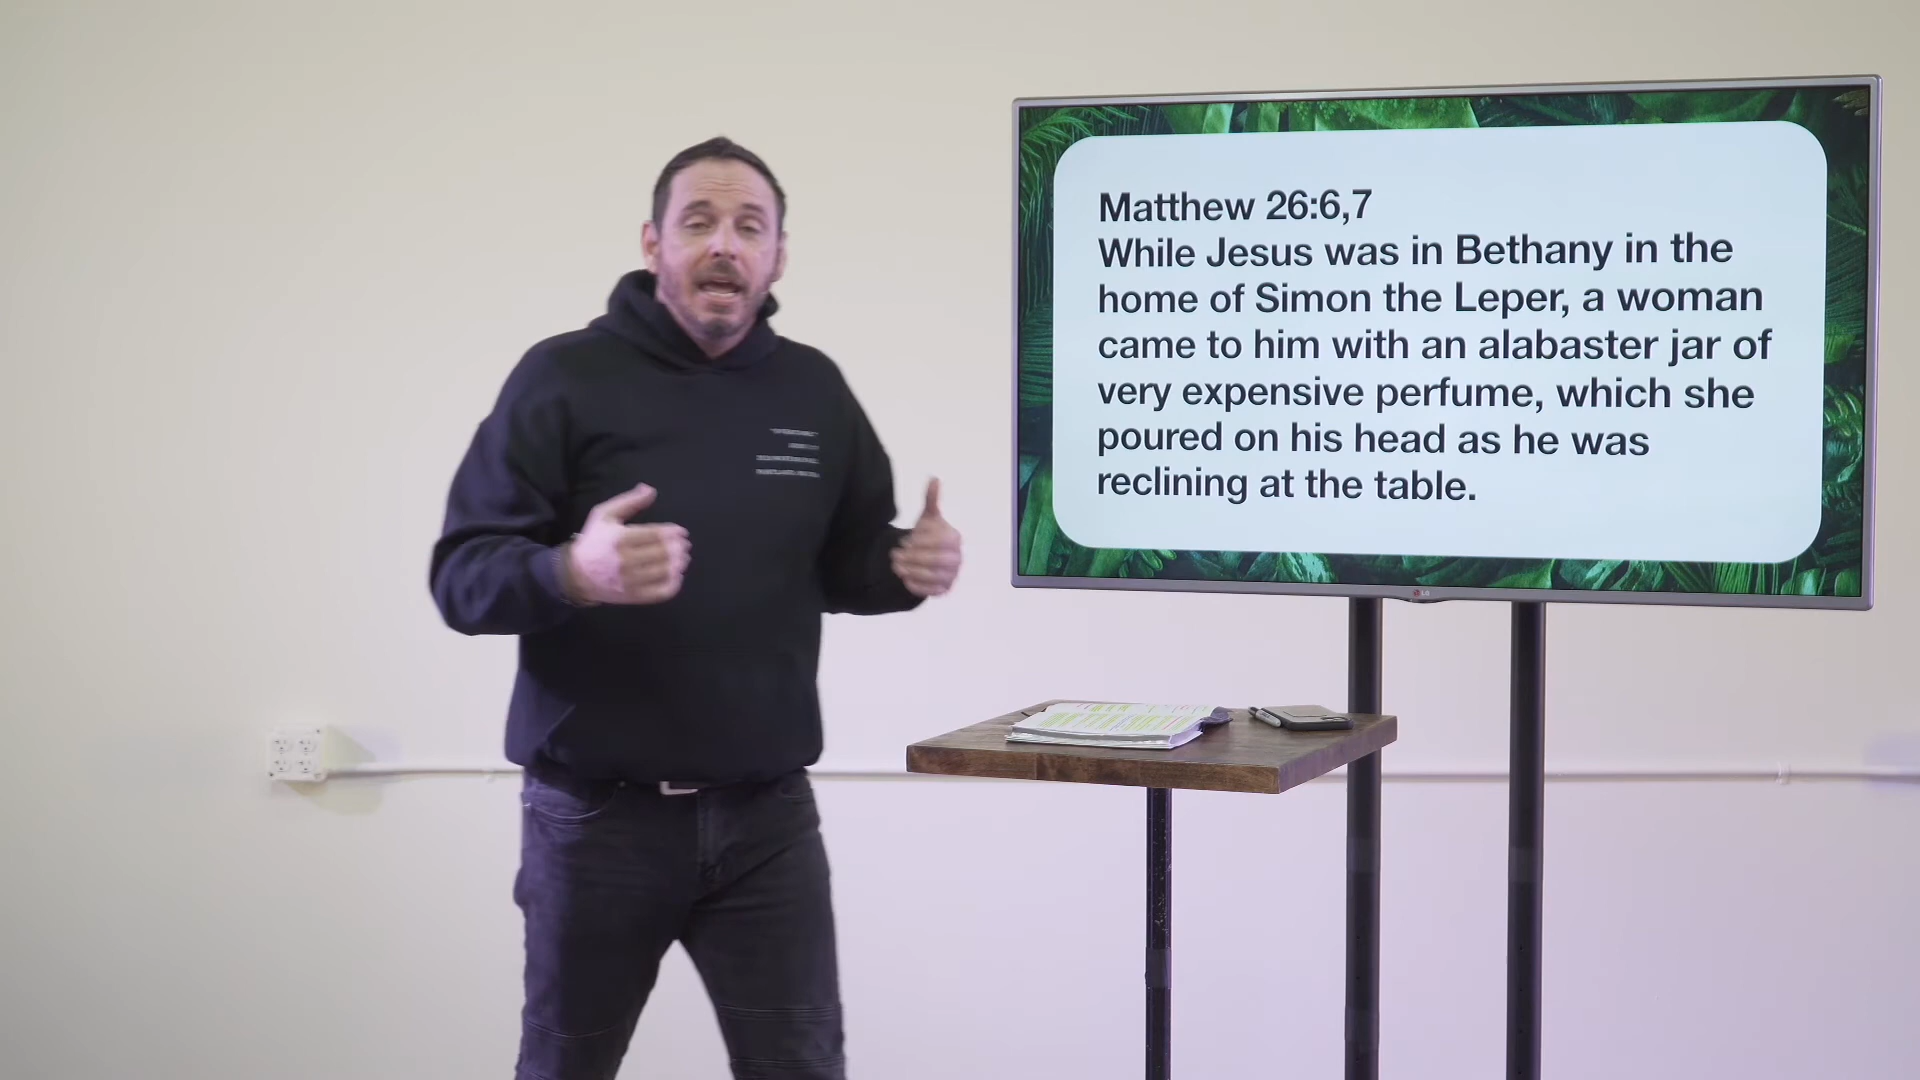 Matthew 26:6,7
While Jesus was in Bethany in the
home of Simon the Leper, a woman
came to him with an alabaster jar of
very expensive perfume, which she
poured on his head as he was
reclining at the table.
LG